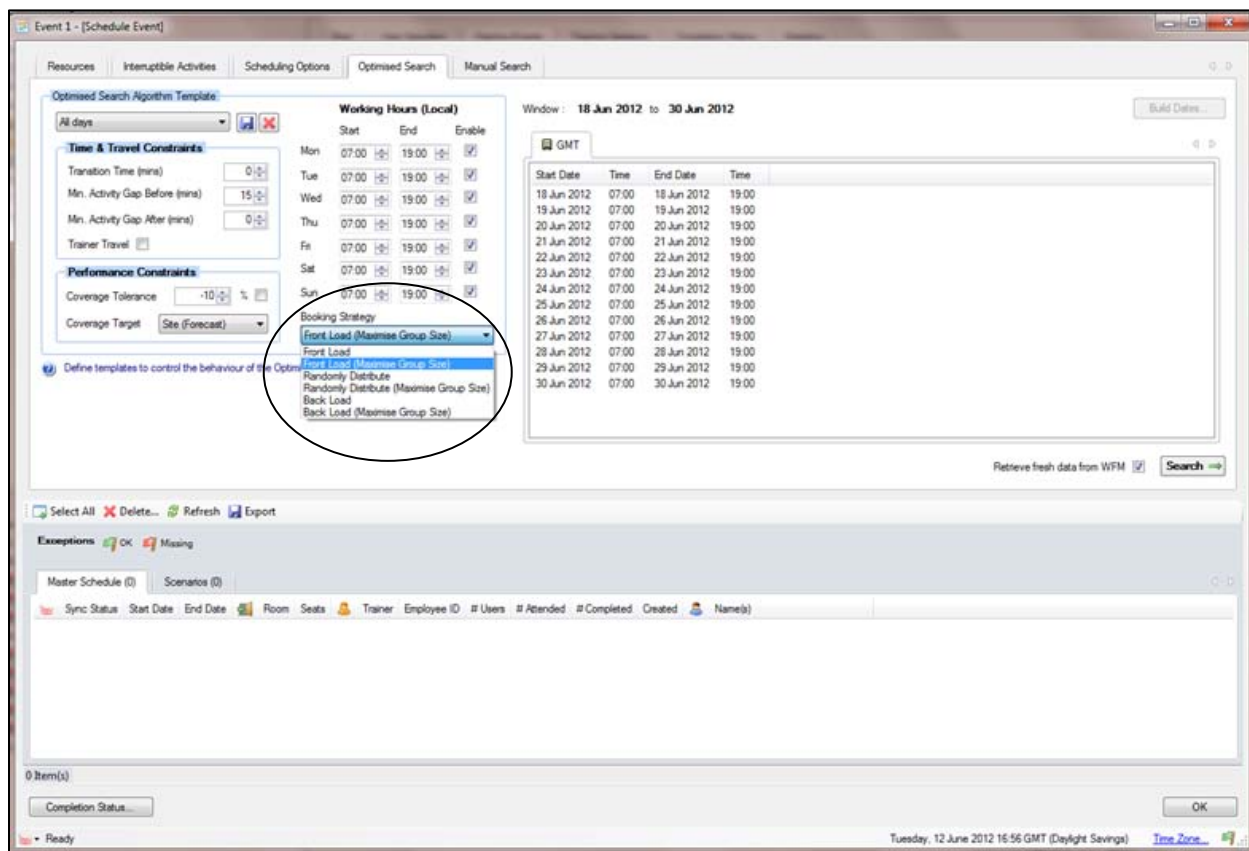 Event 1 - [Schedule Event]
Resources Interruptible Activities Scheduling Options Optimised Search Manual Search
Optimised Search Algorithm Template
All days
Time & Travel Constraints
Transition Time (mins) 0
Min. Activity Gap Before (mins) 15
Min. Activity Gap After (mins) 0
Trainer Travel
Performance Constraints
Coverage Tolerance -10 %
Coverage Target Site (Forecast)
Working Hours (Local)
Start End Enable
Mon 07:00 19:00
Tue 07:00 19:00
Wed 07:00 19:00
Thu 07:00 19:00
Fri 07:00 19:00
Sat 07:00 19:00
Sun 07:00 19:00
Booking Strategy
Front Load (Maximise Group Size)
Front Load
Front Load (Maximise Group Size)
Randomly Distribute
Randomly Distribute (Maximise Group Size)
Back Load
Back Load (Maximise Group Size)
Define templates to control the behaviour of the
Window : 18 Jun 2012 to 30 Jun 2012
Build Dates...
GMT
Start Date Time End Date Time
18 Jun 2012 07:00 18 Jun 2012 19:00
19 Jun 2012 07:00 19 Jun 2012 19:00
20 Jun 2012 07:00 20 Jun 2012 19:00
21 Jun 2012 07:00 21 Jun 2012 19:00
22 Jun 2012 07:00 22 Jun 2012 19:00
23 Jun 2012 07:00 23 Jun 2012 19:00
24 Jun 2012 07:00 24 Jun 2012 19:00
25 Jun 2012 07:00 25 Jun 2012 19:00
26 Jun 2012 07:00 26 Jun 2012 19:00
27 Jun 2012 07:00 27 Jun 2012 19:00
28 Jun 2012 07:00 28 Jun 2012 19:00
29 Jun 2012 07:00 29 Jun 2012 19:00
30 Jun 2012 07:00 30 Jun 2012 19:00
Retrieve fresh data from WFM Search
Select All Delete... Refresh Export
Exceptions OK Missing
Master Schedule (0) Scenarios (0)
Sync Status Start Date End Date Room Seats Trainer Employee ID # Users # Attended # Completed Created Name(s)
0 Item(s)
Completion Status... OK
Ready Tuesday, 12 June 2012 16:56 GMT (Daylight Savings) Time Zone...